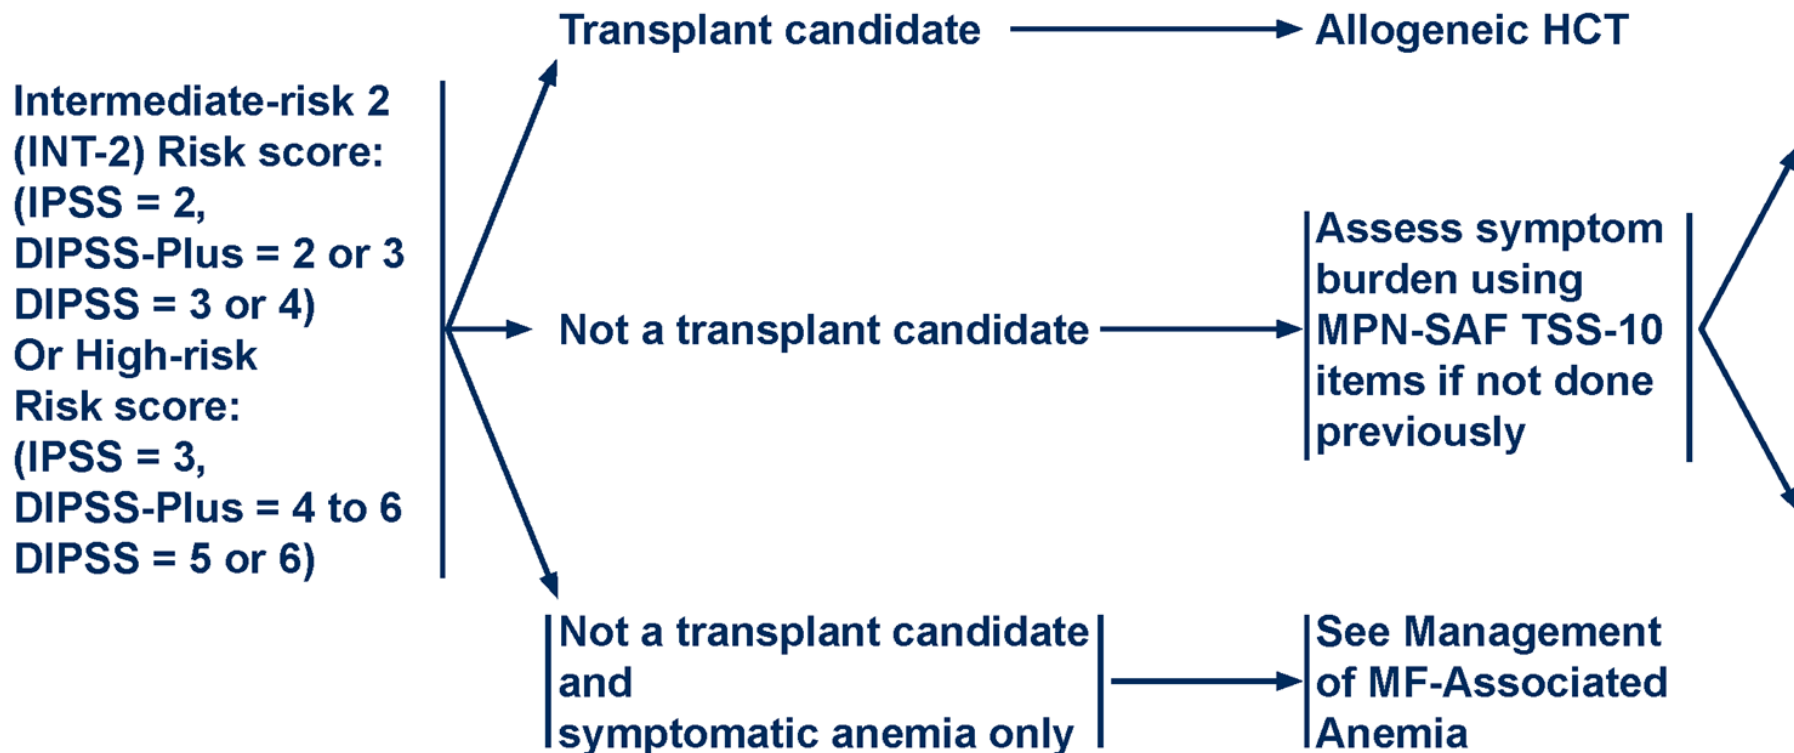 Transplant candidate
Allogeneic HCT
Intermediate-risk 2
(INT-2) Risk score:
(IPSS = 2,
DIPSS-Plus = 2 or 3
DIPSS = 3 or 4)
Or High-risk
Risk score:
(IPSS = 3,
DIPSS-Plus = 4 to 6
DIPSS = 5 or 6)
Not a transplant candidate
Assess symptom
burden using
MPN-SAF TSS-10
items if not done
previously
Not a transplant candidate
and
symptomatic anemia only
See Management
of MF-Associated
Anemia